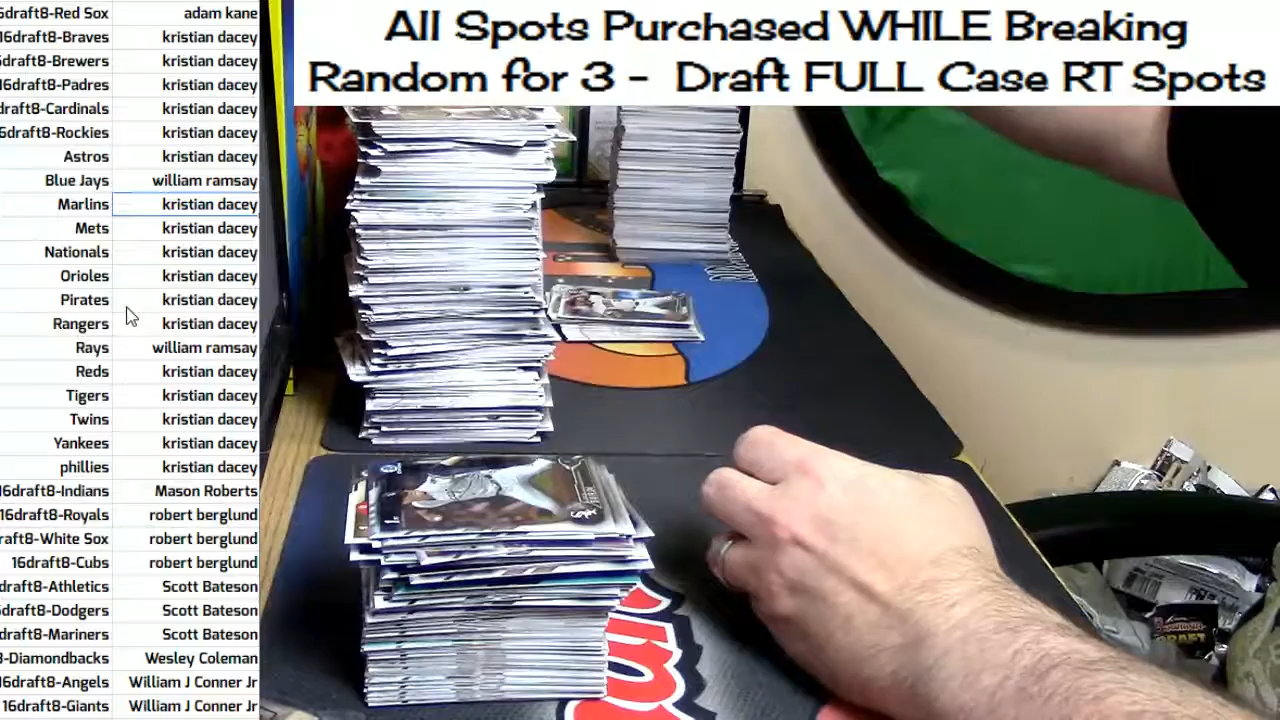 All Spots Purchased WHILE Breaking
Random for 3 - Draft FULL Case RT Spots
6draft8-Red Sox adam kane
16draft8-Braves kristian dacey
6draft8-Brewers kristian dacey
16draft8-Padres kristian dacey
draft8-Cardinals kristian dacey
6draft8-Rockies kristian dacey
Astros kristian dacey
Blue Jays william ramsay
Marlins kristian dacey
Mets kristian dacey
Nationals kristian dacey
Orioles kristian dacey
Pirates kristian dacey
Rangers kristian dacey
Rays william ramsay
Reds kristian dacey
Tigers kristian dacey
Twins kristian dacey
Yankees kristian dacey
phillies kristian dacey
16draft8-Indians Mason Roberts
16draft8-Royals robert berglund
raft8-White Sox robert berglund
16draft8-Cubs robert berglund
draft8-Athletics Scott Bateson
draft8-Dodgers Scott Bateson
draft8-Mariners Scott Bateson
8-Diamondbacks Wesley Coleman
16draft8-Angels William J Conner Jr
16draft8-Giants William J Conner Jr
DRAFT